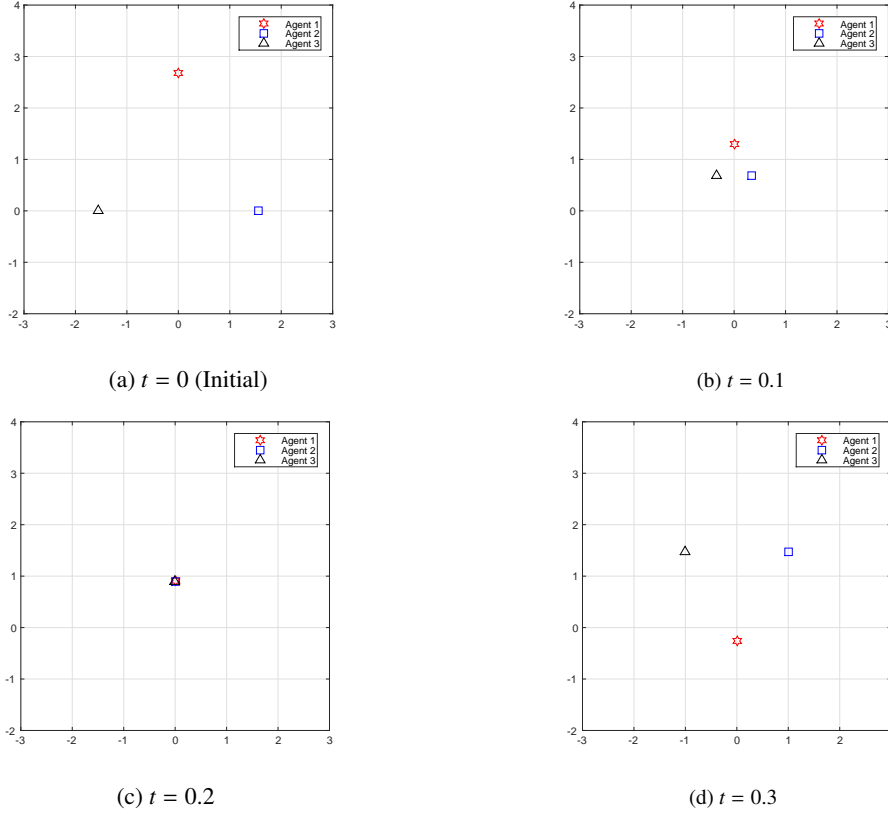 4
3
2
1
0
-1
-2
-3 -2 -1 0 1 2 3
Agent 1
Agent 2
Agent 3
(a) t = 0 (Initial)
4
3
2
1
0
-1
-2
-3 -2 -1 0 1 2 3
Agent 1
Agent 2
Agent 3
(b) t = 0.1
4
3
2
1
0
-1
-2
-3 -2 -1 0 1 2 3
Agent 1
Agent 2
Agent 3
(c) t = 0.2
4
3
2
1
0
-1
-2
-3 -2 -1 0 1 2
Agent 1
Agent 2
Agent 3
(d) t = 0.3